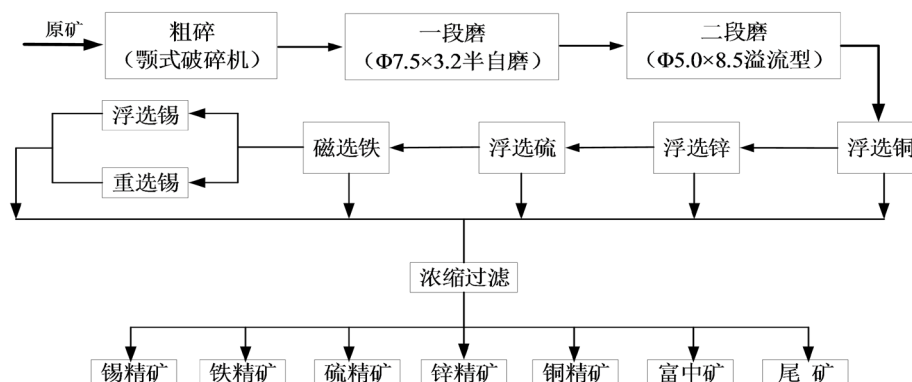 原矿
粗碎
（颚式破碎机）
一段磨
（Φ7.5×3.2半自磨）
二段磨
（Φ5.0×8.5溢流型）
浮选锡
重选锡
磁选铁
浮选硫
浮选锌
浮选铜
浓缩过滤
锡精矿
铁精矿
硫精矿
锌精矿
铜精矿
富中矿
尾 矿